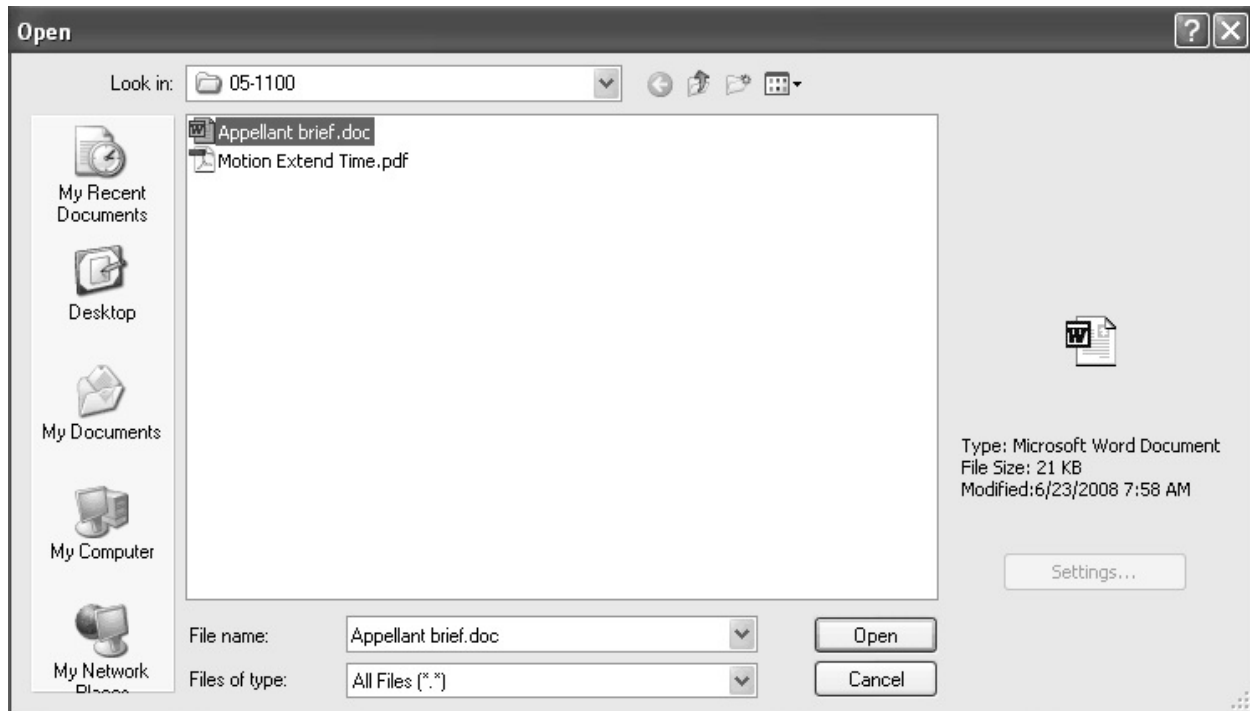 Open
Look in: 05-1100
Appellant brief.doc
Motion Extend Time.pdf
My Recent
Documents
Desktop
My Documents
My Computer
My Network
Places
Type: Microsoft Word Document
File Size: 21 KB
Modified:6/23/2008 7:58 AM
Settings...
File name: Appellant brief.doc Open
Files of type: All Files (*.*) Cancel